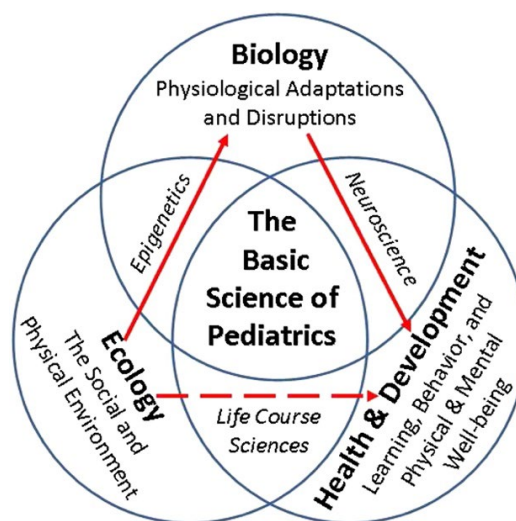 Biology
Physiological Adaptations
and Disruptions
Epigenetics
Neuroscience
The
Basic
Science of
Pediatrics
Ecology
The Social and
Physical Environment
Life Course
Sciences
Health & Development
Learning, Behavior, and
Physical & Mental
Well-being